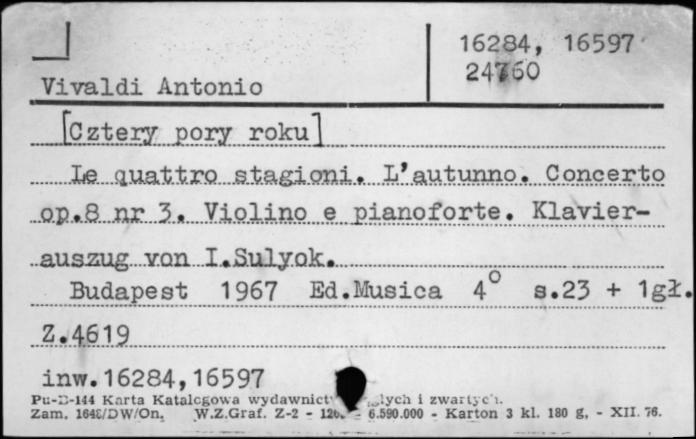 16284, 16597
24760
Vivaldi Antonio
[Cztery pory roku]
Le quattro stagioni. L'autunno. Concerto
op.8 nr 3. Violino e pianoforte. Klavier-
auszug von I.Sulyok.
Budapest 1967 Ed.Musica 4° s.23 + 1gł.
Z.4619
inw.16284,16597
Pu-D-144 Karta Katalogowa i zwartych.
Zam. 1648/DW/On. W.Z.Graf. Z-2 - 6.590.000 - Karton 3 kl. 180 g, - XII. 76.